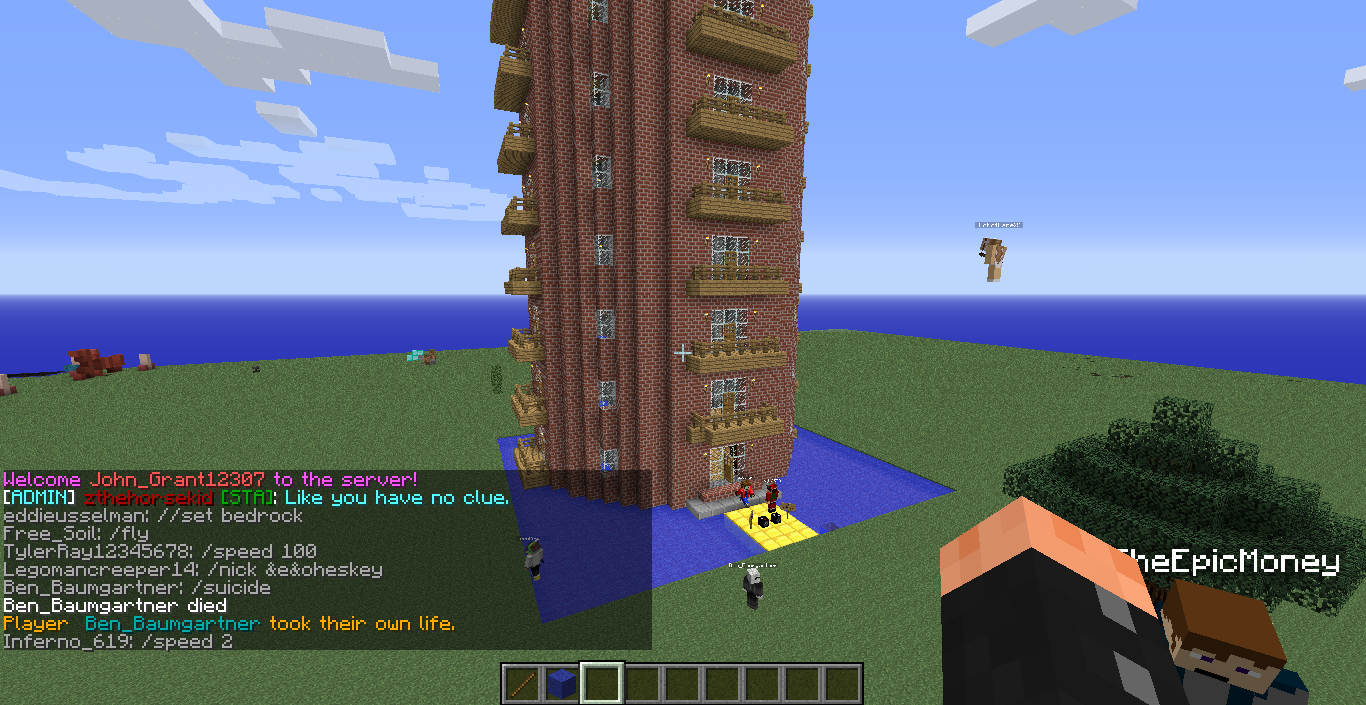 Welcome John_Grant12307 to the server!
[ADMIN] zthehorsekid [STA]: Like you have no clue.
eddieusselman: //set bedrock
Free_Soil: /fly
TylerRay12345678: /speed 100
Legomancreeper14: /nick &e&oheskey
Ben_Baumgartner: /suicide
Ben_Baumgartner died
Player Ben_Baumgartner took their own life.
Inferno_619: /speed 2
TheEpicMoney